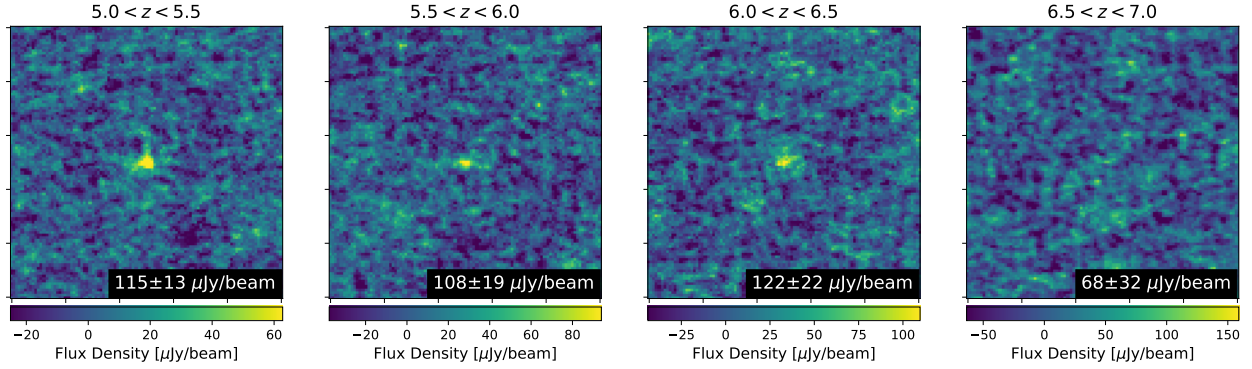 5.0 < z < 5.5
5.5 < z < 6.0
6.0 < z < 6.5
6.5 < z < 7.0
115±13 μJy/beam
108±19 μJy/beam
122±22 μJy/beam
68±32 μJy/beam
−20 0 20 40 60
−20 0 20 40 60 80
−25 0 25 50 75 100
−50 0 50 100 150
Flux Density [μJy/beam]
Flux Density [μJy/beam]
Flux Density [μJy/beam]
Flux Density [μJy/beam]